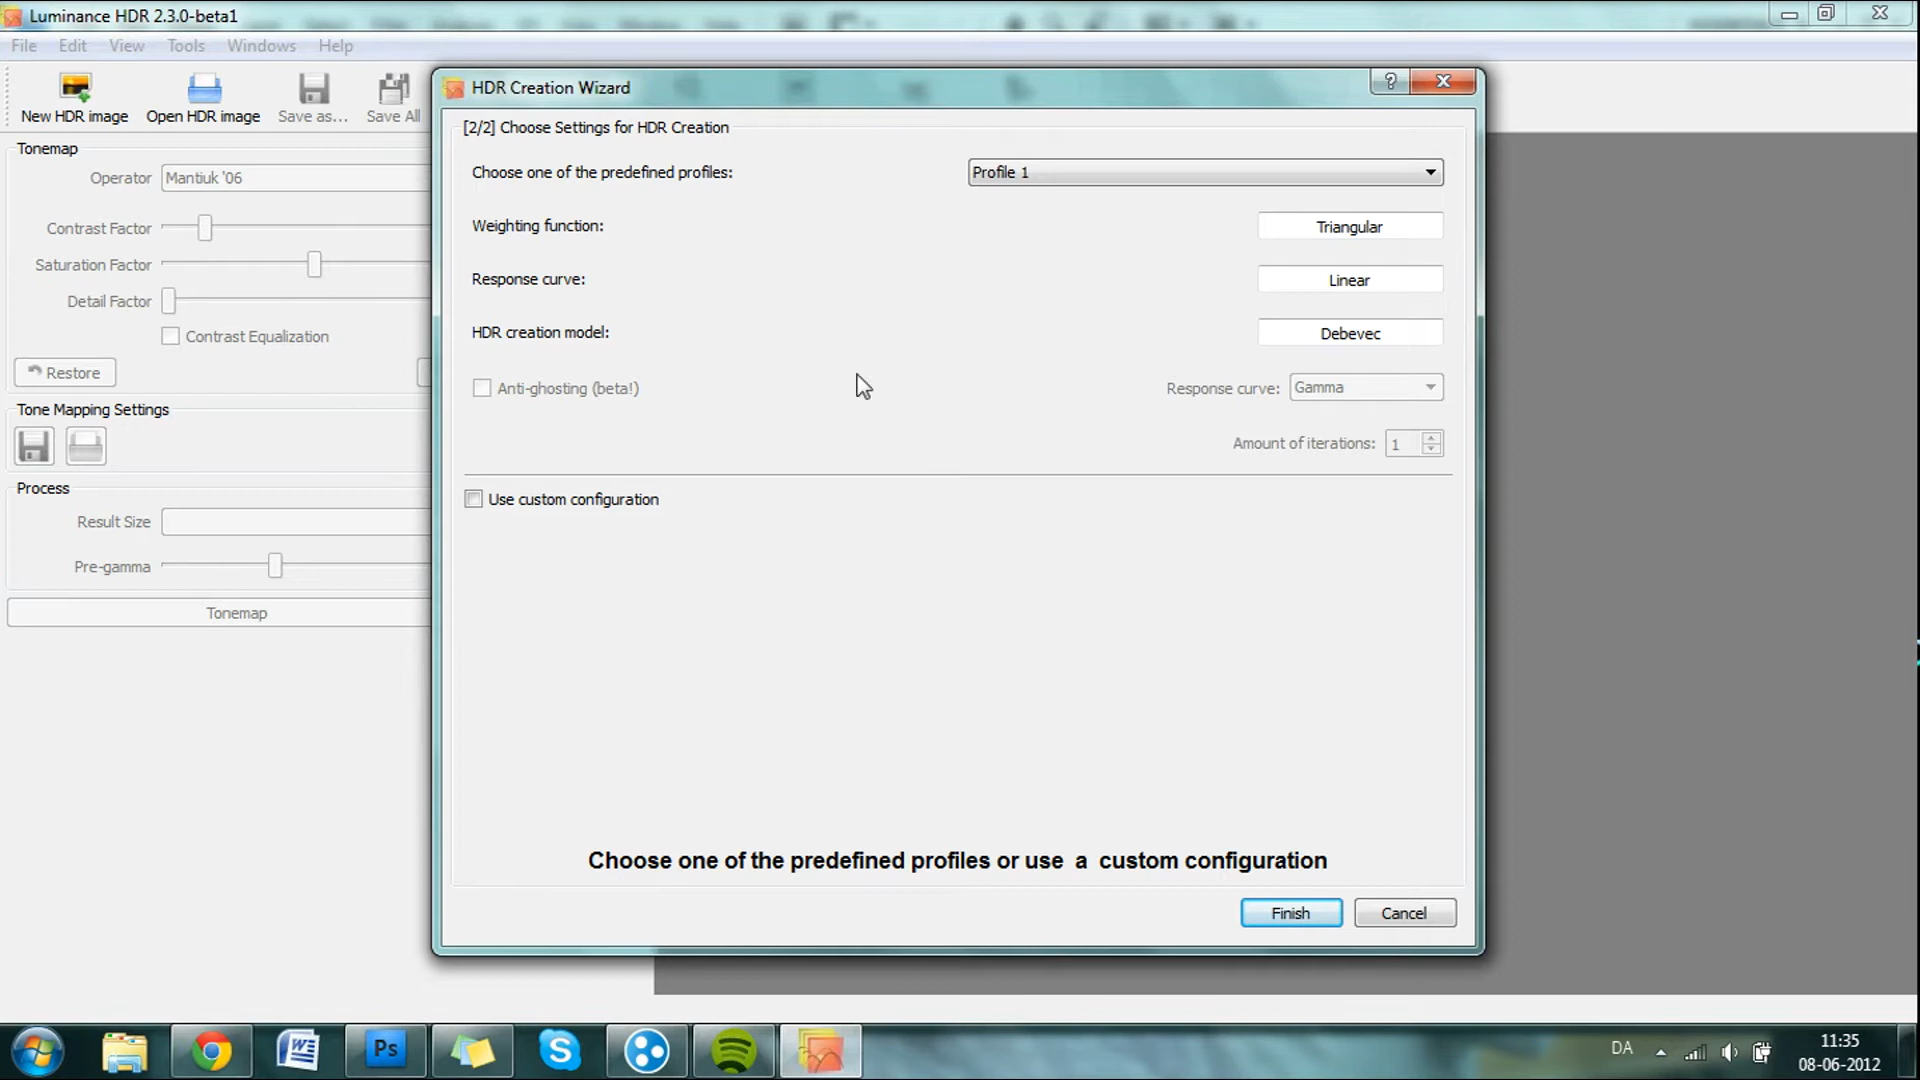 Luminance HDR 2.3.0-beta1
File Edit View Tools Windows Help
New HDR image Open HDR image Save as... Save All
Tonemap
Operator Mantiuk '06
Contrast Factor
Saturation Factor
Detail Factor
Contrast Equalization
Restore
Tone Mapping Settings
Process
Result Size
Pre-gamma
Tonemap
HDR Creation Wizard
[2/2] Choose Settings for HDR Creation
Choose one of the predefined profiles: Profile 1
Weighting function: Triangular
Response curve: Linear
HDR creation model: Debevec
Anti-ghosting (beta!) Response curve: Gamma
Amount of iterations: 1
Use custom configuration
Choose one of the predefined profiles or use a custom configuration
Finish Cancel
Ps
DA
11:35
08-06-2012